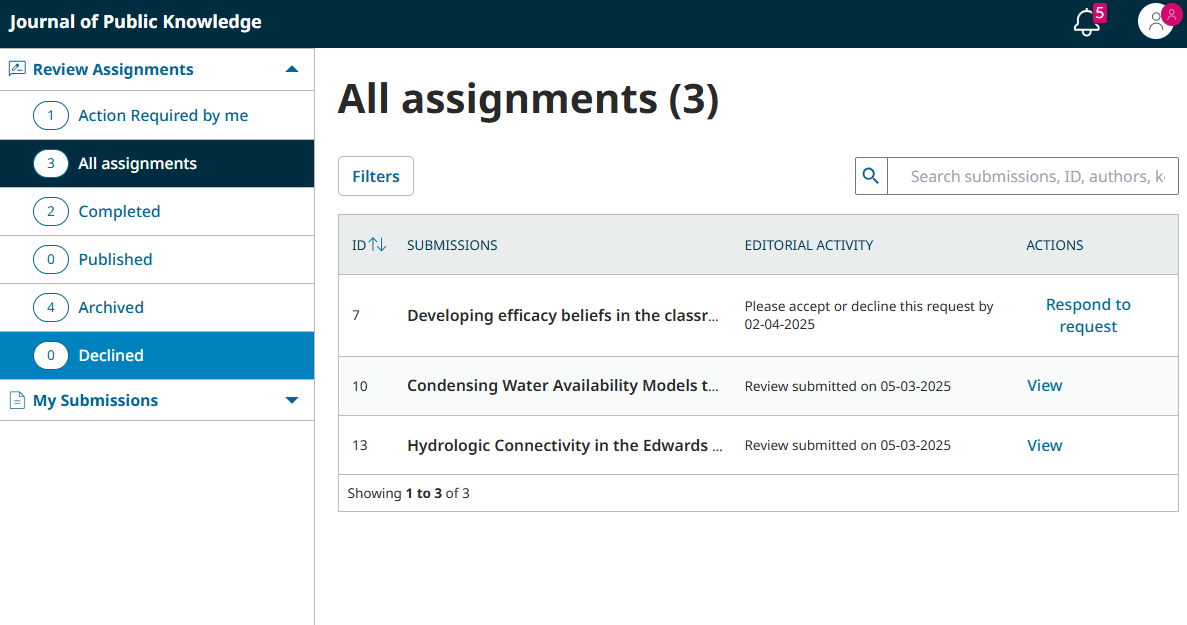 Journal of Public Knowledge
5
Review Assignments
1 Action Required by me
3 All assignments
2 Completed
0 Published
4 Archived
0 Declined
My Submissions
All assignments (3)
Filters
Search submissions, ID, authors, k
ID SUBMISSIONS EDITORIAL ACTIVITY ACTIONS
7 Developing efficacy beliefs in the classr... Please accept or decline this request by 02-04-2025 Respond to request
10 Condensing Water Availability Models t... Review submitted on 05-03-2025 View
13 Hydrologic Connectivity in the Edwards ... Review submitted on 05-03-2025 View
Showing 1 to 3 of 3